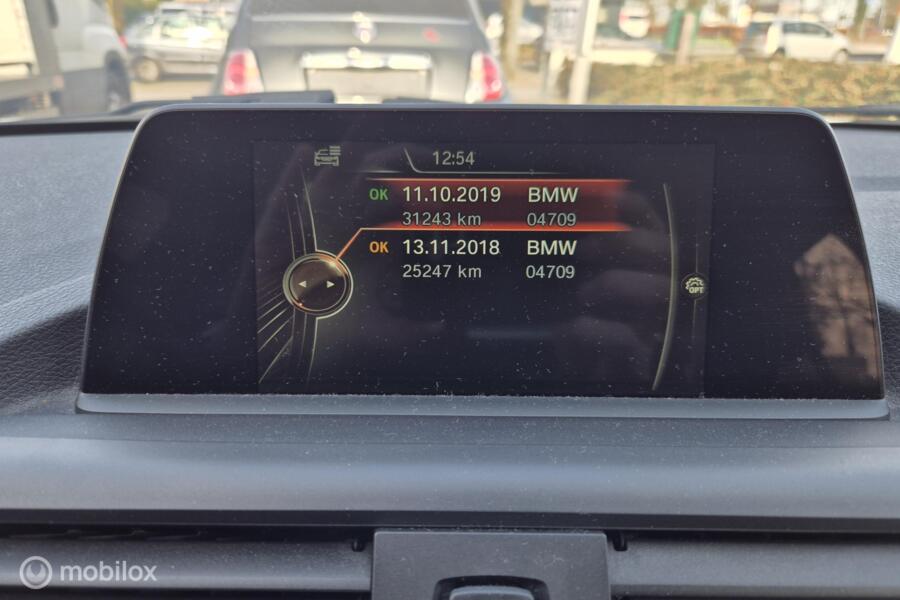 12:54
OK 11.10.2019 BMW
31243 km 04709
OK 13.11.2018 BMW
25247 km 04709
OPT
mobilox